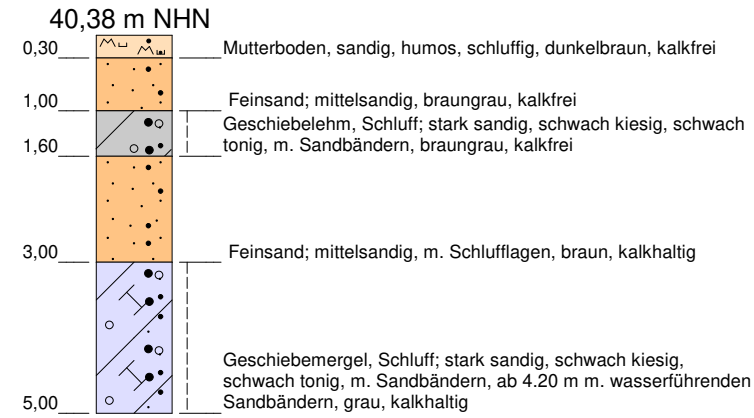 40,38 m NHN
0,30
Mutterboden, sandig, humos, schluffig, dunkelbraun, kalkfrei
1,00
Feinsand; mittelsandig, braungrau, kalkfrei
Geschiebelehm, Schluff; stark sandig, schwach kiesig, schwach
1,60
tonig, m. Sandbändern, braungrau, kalkfrei
3,00
Feinsand; mittelsandig, m. Schlufflagen, braun, kalkhaltig
Geschiebemergel, Schluff; stark sandig, schwach kiesig,
schwach tonig, m. Sandbändern, ab 4.20 m m. wasserführenden
5,00
Sandbändern, grau, kalkhaltig